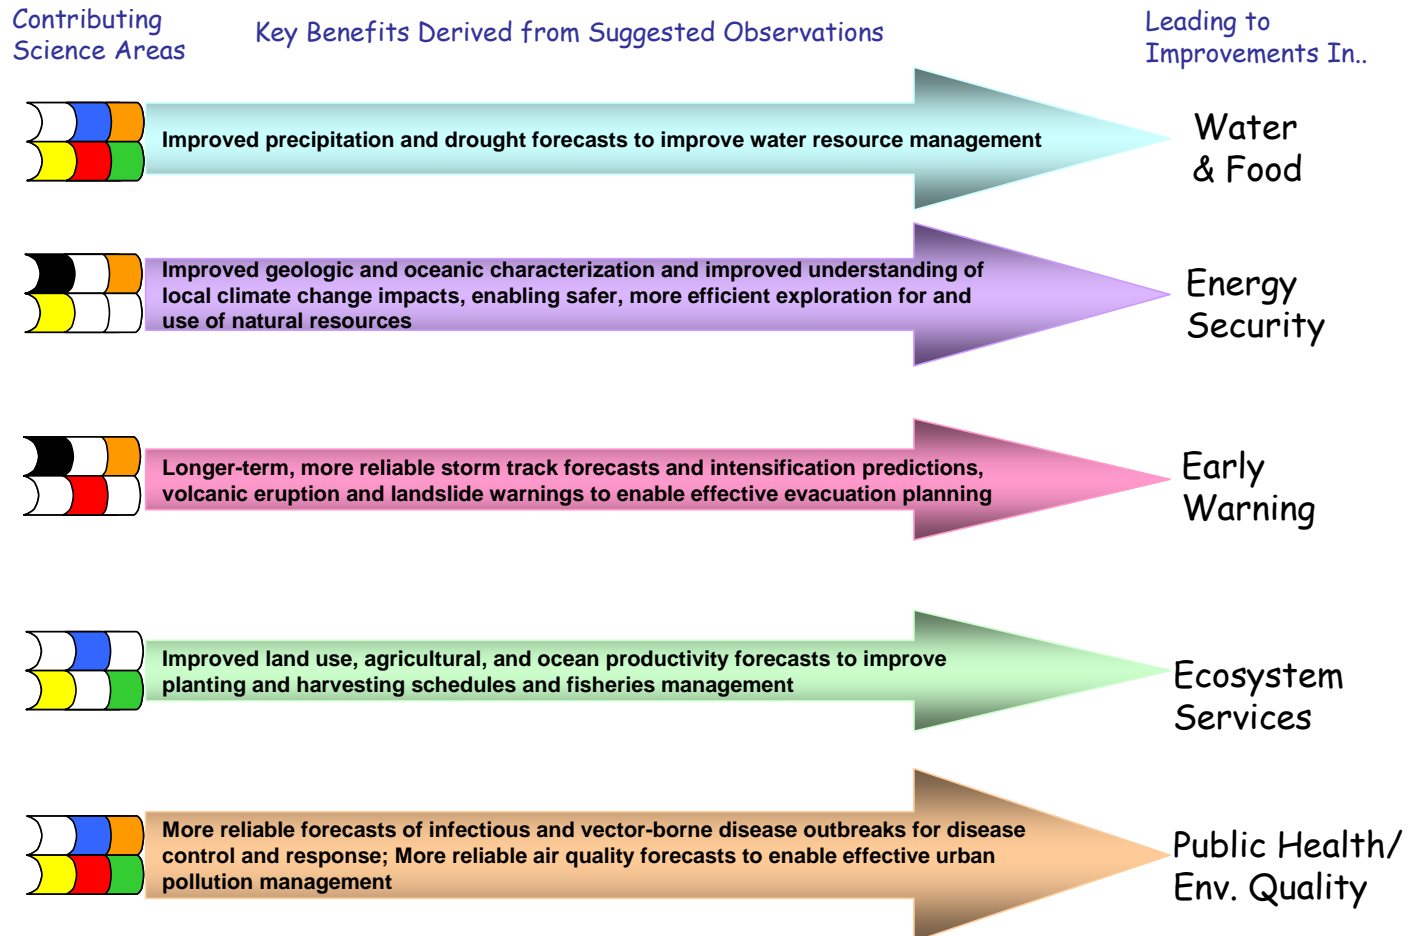 Contributing
Science Areas
Key Benefits Derived from Suggested Observations
Leading to
Improvements In..
Improved precipitation and drought forecasts to improve water resource management
Water
& Food
Improved geologic and oceanic characterization and improved understanding of
local climate change impacts, enabling safer, more efficient exploration for and
use of natural resources
Energy
Security
Longer-term, more reliable storm track forecasts and intensification predictions,
volcanic eruption and landslide warnings to enable effective evacuation planning
Early
Warning
Improved land use, agricultural, and ocean productivity forecasts to improve
planting and harvesting schedules and fisheries management
Ecosystem
Services
More reliable forecasts of infectious and vector-borne disease outbreaks for disease
control and response; More reliable air quality forecasts to enable effective urban
pollution management
Public Health/
Env. Quality